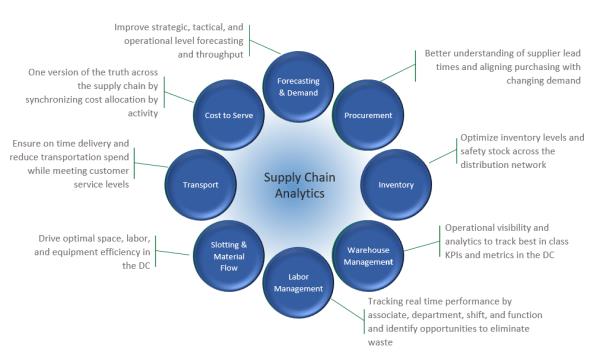 Improve strategic, tactical, and
operational level forecasting
and throughput
Forecasting
& Demand
Better understanding of supplier lead
times and aligning purchasing with
changing demand
Procurement
Optimize inventory levels and
safety stock across the
distribution network
Inventory
Operational visibility and
analytics to track best in class
KPIs and metrics in the DC
Warehouse
Management
Tracking real time performance by
associate, department, shift, and function
and identify opportunities to eliminate
waste
Labor
Management
Drive optimal space, labor,
and equipment efficiency in
the DC
Slotting &
Material
Flow
Ensure on time delivery and
reduce transportation spend
while meeting customer
service levels
Transport
One version of the truth across
the supply chain by
synchronizing cost allocation by
activity
Cost to Serve
Supply Chain
Analytics